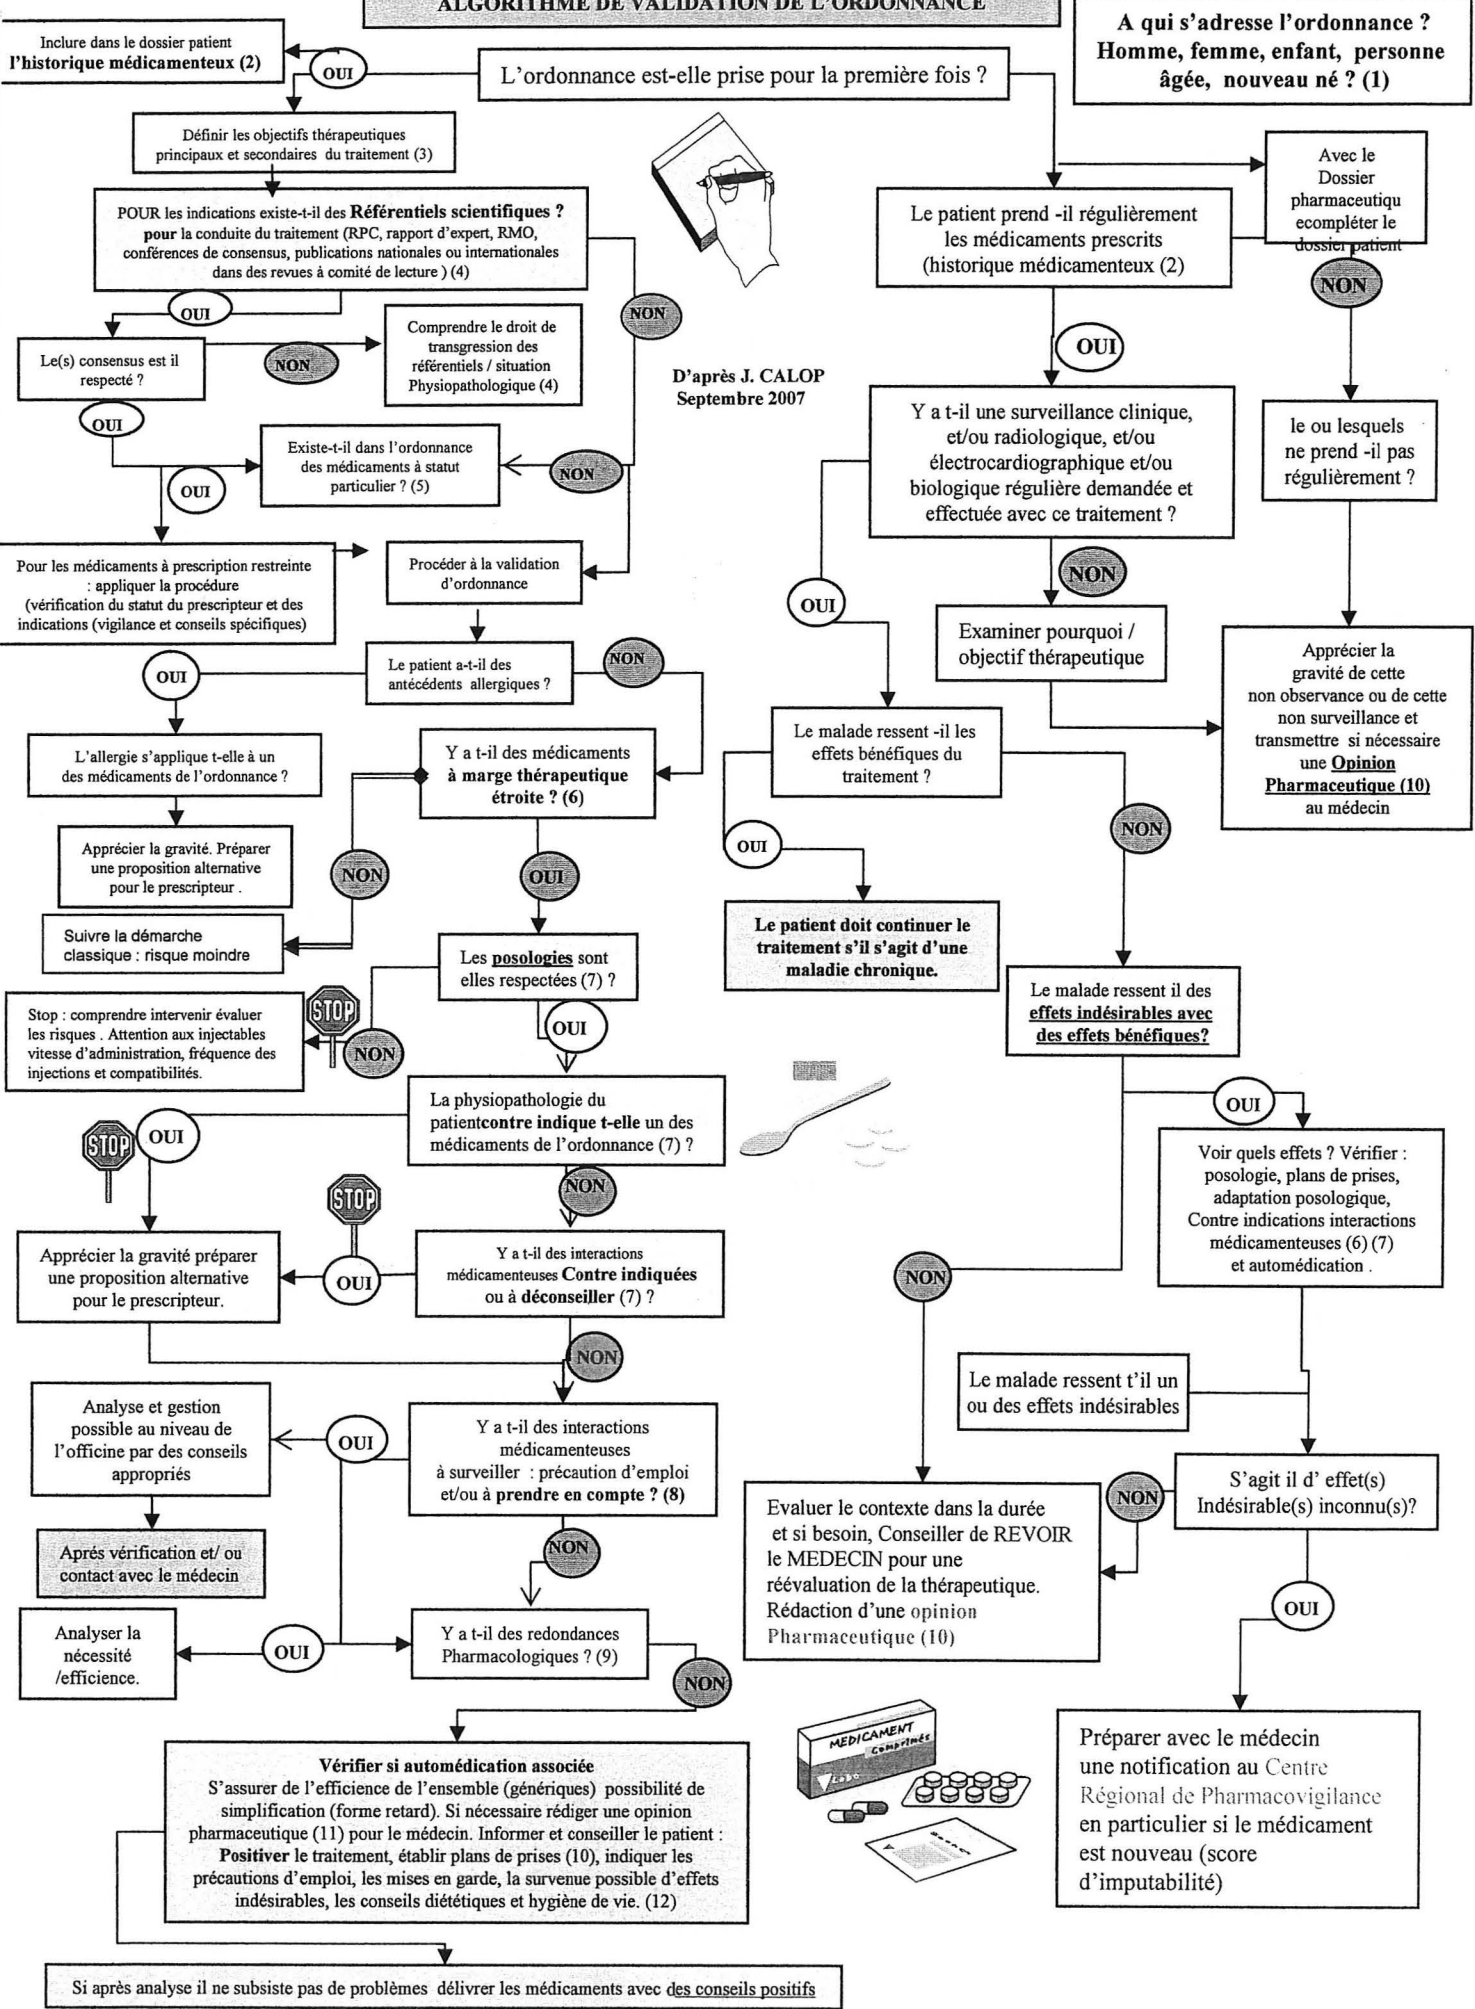 ALGORITHME DE VALIDATION DE L'ORDONNANCE
A qui s'adresse l'ordonnance ?
Homme, femme, enfant, personne
âgée, nouveau né ? (1)
Inclure dans le dossier patient
l'historique médicamenteux (2)
OUI
L'ordonnance est-elle prise pour la première fois ?
Définir les objectifs thérapeutiques
principaux et secondaires du traitement (3)
POUR les indications existe-t-il des Référentiels scientifiques ?
pour la conduite du traitement (RPC, rapport d'expert, RMO,
conférences de consensus, publications nationales ou internationales
dans des revues à comité de lecture ) (4)
OUI
NON
Le(s) consensus est il
respecté ?
NON
Comprendre le droit de
transgression des
référentiels / situation
Physiopathologique (4)
OUI
Existe-t-il dans l'ordonnance
des médicaments à statut
particulier ? (5)
NON
OUI
Pour les médicaments à prescription restreinte
: appliquer la procédure
(vérification du statut du prescripteur et des
indications (vigilance et conseils spécifiques)
Procéder à la validation
d'ordonnance
OUI
Le patient a-t-il des
antécédents allergiques ?
NON
L'allergie s'applique t-elle à un
des médicaments de l'ordonnance ?
Y a t-il des médicaments
à marge thérapeutique
étroite ? (6)
Apprécier la gravité. Préparer
une proposition alternative
pour le prescripteur .
NON
OUI
Suivre la démarche
classique : risque moindre
Les posologies sont
elles respectées (7) ?
Stop : comprendre intervenir évaluer
les risques . Attention aux injectables
vitesse d'administration, fréquence des
injections et compatibilités.
STOP
NON
OUI
La physiopathologie du
patientcontre indique t-elle un des
médicaments de l'ordonnance (7) ?
STOP
OUI
NON
STOP
Apprécier la gravité préparer
une proposition alternative
pour le prescripteur.
OUI
Y a t-il des interactions
médicamenteuses Contre indiquées
ou à déconseiller (7) ?
NON
Analyse et gestion
possible au niveau de
l'officine par des conseils
appropriés
OUI
Y a t-il des interactions
médicamenteuses
à surveiller : précaution d'emploi
et/ou à prendre en compte ? (8)
Aprés vérification et/ ou
contact avec le médecin
NON
Analyser la
nécessité
/efficience.
OUI
Y a t-il des redondances
Pharmacologiques ? (9)
NON
Vérifier si automédication associée
S'assurer de l'efficience de l'ensemble (génériques) possibilité de
simplification (forme retard). Si nécessaire rédiger une opinion
pharmaceutique (11) pour le médecin. Informer et conseiller le patient :
Positiver le traitement, établir plans de prises (10), indiquer les
précautions d'emploi, les mises en garde, la survenue possible d'effets
indésirables, les conseils diététiques et hygiène de vie. (12)
Si après analyse il ne subsiste pas de problèmes délivrer les médicaments avec des conseils positifs
D'après J. CALOP
Septembre 2007
Le patient prend -il régulièrement
les médicaments prescrits
(historique médicamenteux (2)
Avec le
Dossier
pharmaceutiqu
ecompléter le
dossier patient
NON
OUI
Y a t-il une surveillance clinique,
et/ou radiologique, et/ou
électrocardiographique et/ou
biologique régulière demandée et
effectuée avec ce traitement ?
le ou lesquels
ne prend -il pas
régulièrement ?
OUI
NON
Examiner pourquoi /
objectif thérapeutique
Apprécier la
gravité de cette
non observance ou de cette
non surveillance et
transmettre si nécessaire
une Opinion
Pharmaceutique (10)
au médecin
Le malade ressent -il les
effets bénéfiques du
traitement ?
OUI
NON
Le patient doit continuer le
traitement s'il s'agit d'une
maladie chronique.
Le malade ressent il des
effets indésirables avec
des effets bénéfiques?
OUI
Voir quels effets ? Vérifier :
posologie, plans de prises,
adaptation posologique,
Contre indications interactions
médicamenteuses (6) (7)
et automédication .
NON
Le malade ressent t'il un
ou des effets indésirables
S'agit il d' effet(s)
Indésirable(s) inconnu(s)?
NON
Evaluer le contexte dans la durée
et si besoin, Conseiller de REVOIR
le MEDECIN pour une
réévaluation de la thérapeutique.
Rédaction d'une opinion
Pharmaceutique (10)
OUI
Préparer avec le médecin
une notification au Centre
Régional de Pharmacovigilance
en particulier si le médicament
est nouveau (score
d'imputabilité)
MEDICAMENT
Comprimés
Labo